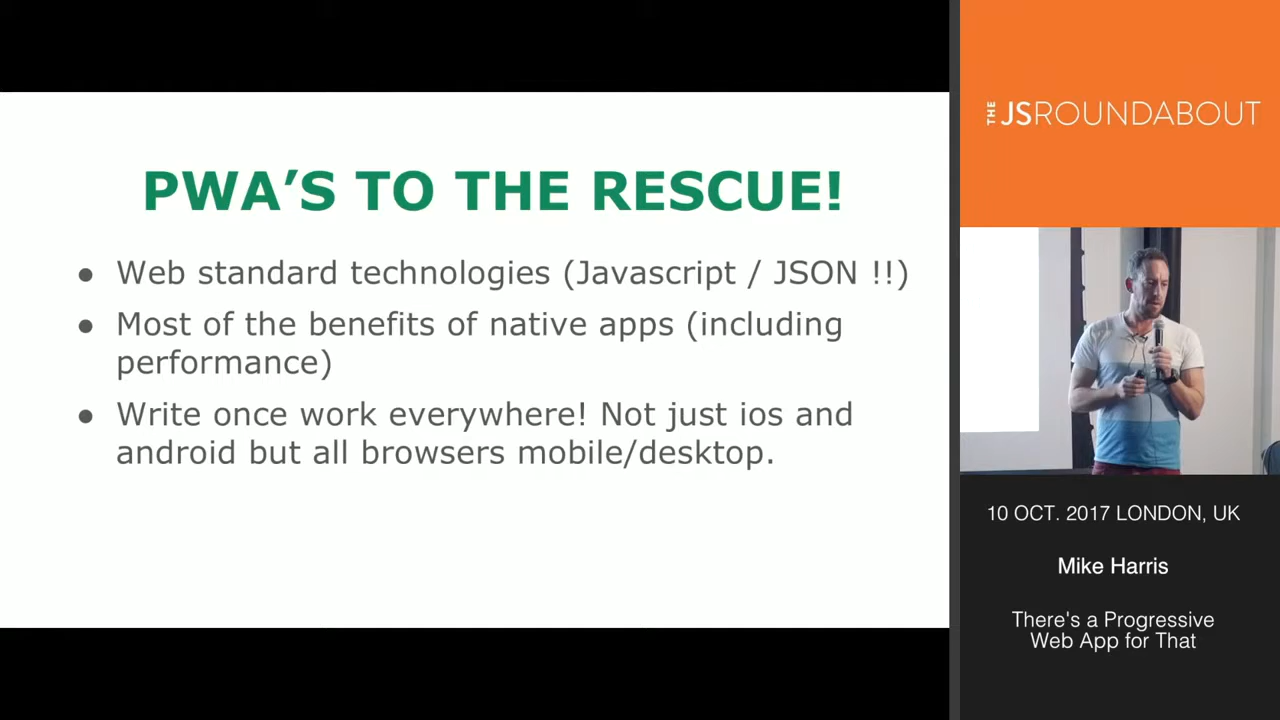 PWA’S TO THE RESCUE!
● Web standard technologies (Javascript / JSON !!)
● Most of the benefits of native apps (including
performance)
● Write once work everywhere! Not just ios and
android but all browsers mobile/desktop.
THE JSROUNDABOUT
10 OCT. 2017 LONDON, UK
Mike Harris
There's a Progressive
Web App for That